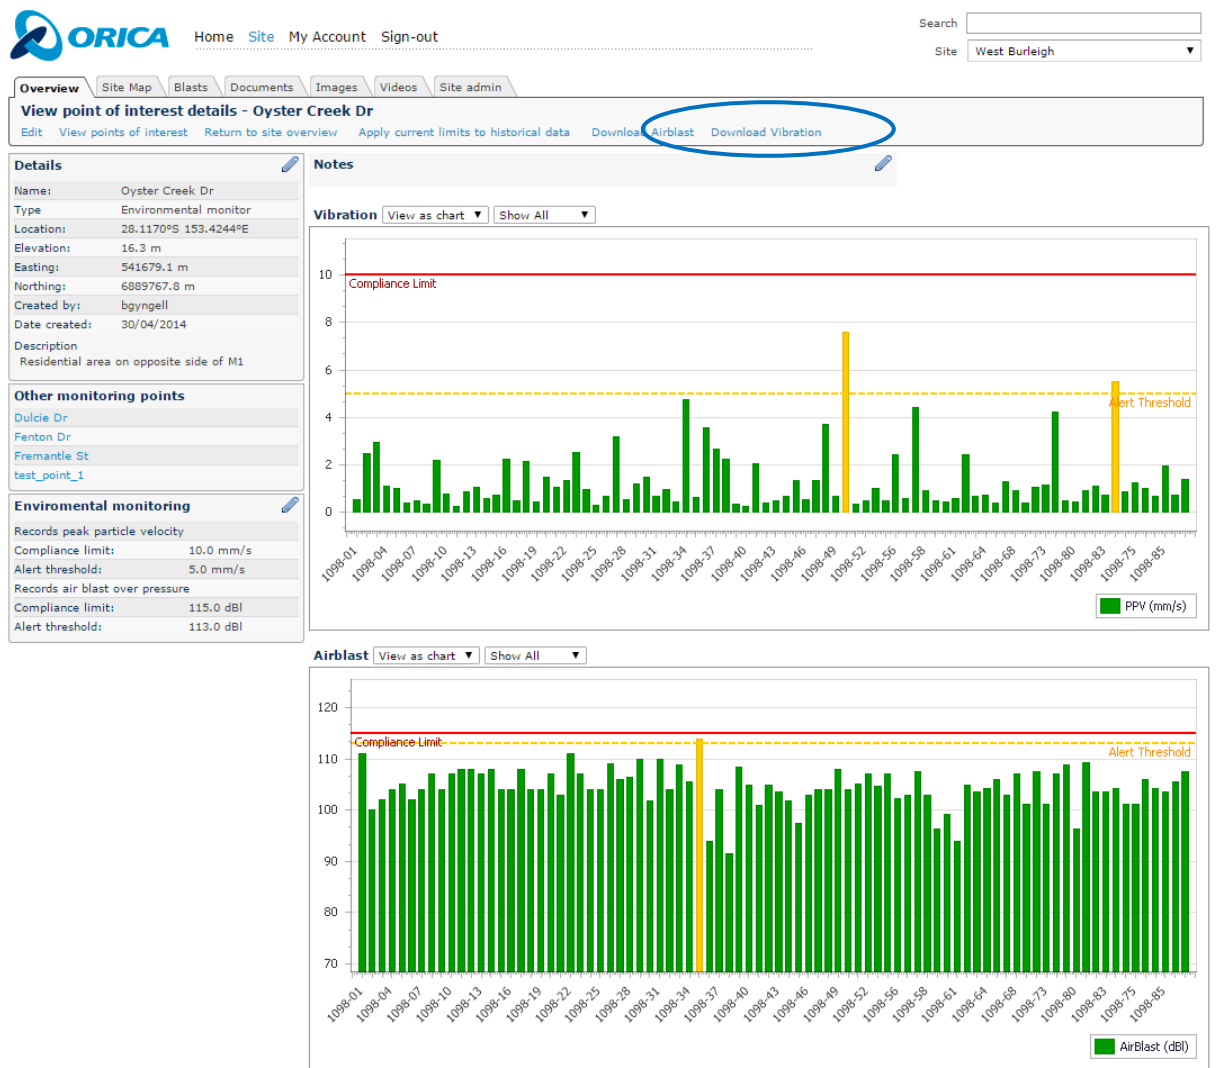 ORICA
Home Site My Account Sign-out
Search
Site West Burleigh
Overview Site Map Blasts Documents Images Videos Site admin
View point of interest details - Oyster Creek Dr
Edit View points of interest Return to site overview Apply current limits to historical data Download Airblast Download Vibration
Details
Name: Oyster Creek Dr
Type Environmental monitor
Location: 28.1170°S 153.4244°E
Elevation: 16.3 m
Easting: 541679.1 m
Northing: 6889767.8 m
Created by: bgyngell
Date created: 30/04/2014
Description
Residential area on opposite side of M1
Other monitoring points
Dulcie Dr
Fenton Dr
Fremantle St
test_point_1
Enviromental monitoring
Records peak particle velocity
Compliance limit: 10.0 mm/s
Alert threshold: 5.0 mm/s
Records air blast over pressure
Compliance limit: 115.0 dBl
Alert threshold: 113.0 dBl
Notes
Vibration View as chart Show All
10
Compliance Limit
8
6
Alert Threshold
4
2
0
1098-01 1098-04 1098-07 1098-10 1098-13 1098-16 1098-19 1098-22 1098-25 1098-28 1098-31 1098-34 1098-37 1098-40 1098-43 1098-46 1098-49 1098-52 1098-56 1098-58 1098-61 1098-64 1098-68 1098-73 1098-80 1098-83 1098-75 1098-85
PPV (mm/s)
Airblast View as chart Show All
120
Compliance Limit
Alert Threshold
110
100
90
80
70
1098-01 1098-04 1098-07 1098-10 1098-13 1098-16 1098-19 1098-22 1098-25 1098-28 1098-31 1098-34 1098-37 1098-40 1098-43 1098-46 1098-49 1098-52 1098-56 1098-58 1098-61 1098-64 1098-68 1098-73 1098-80 1098-83 1098-75 1098-85
AirBlast (dBl)